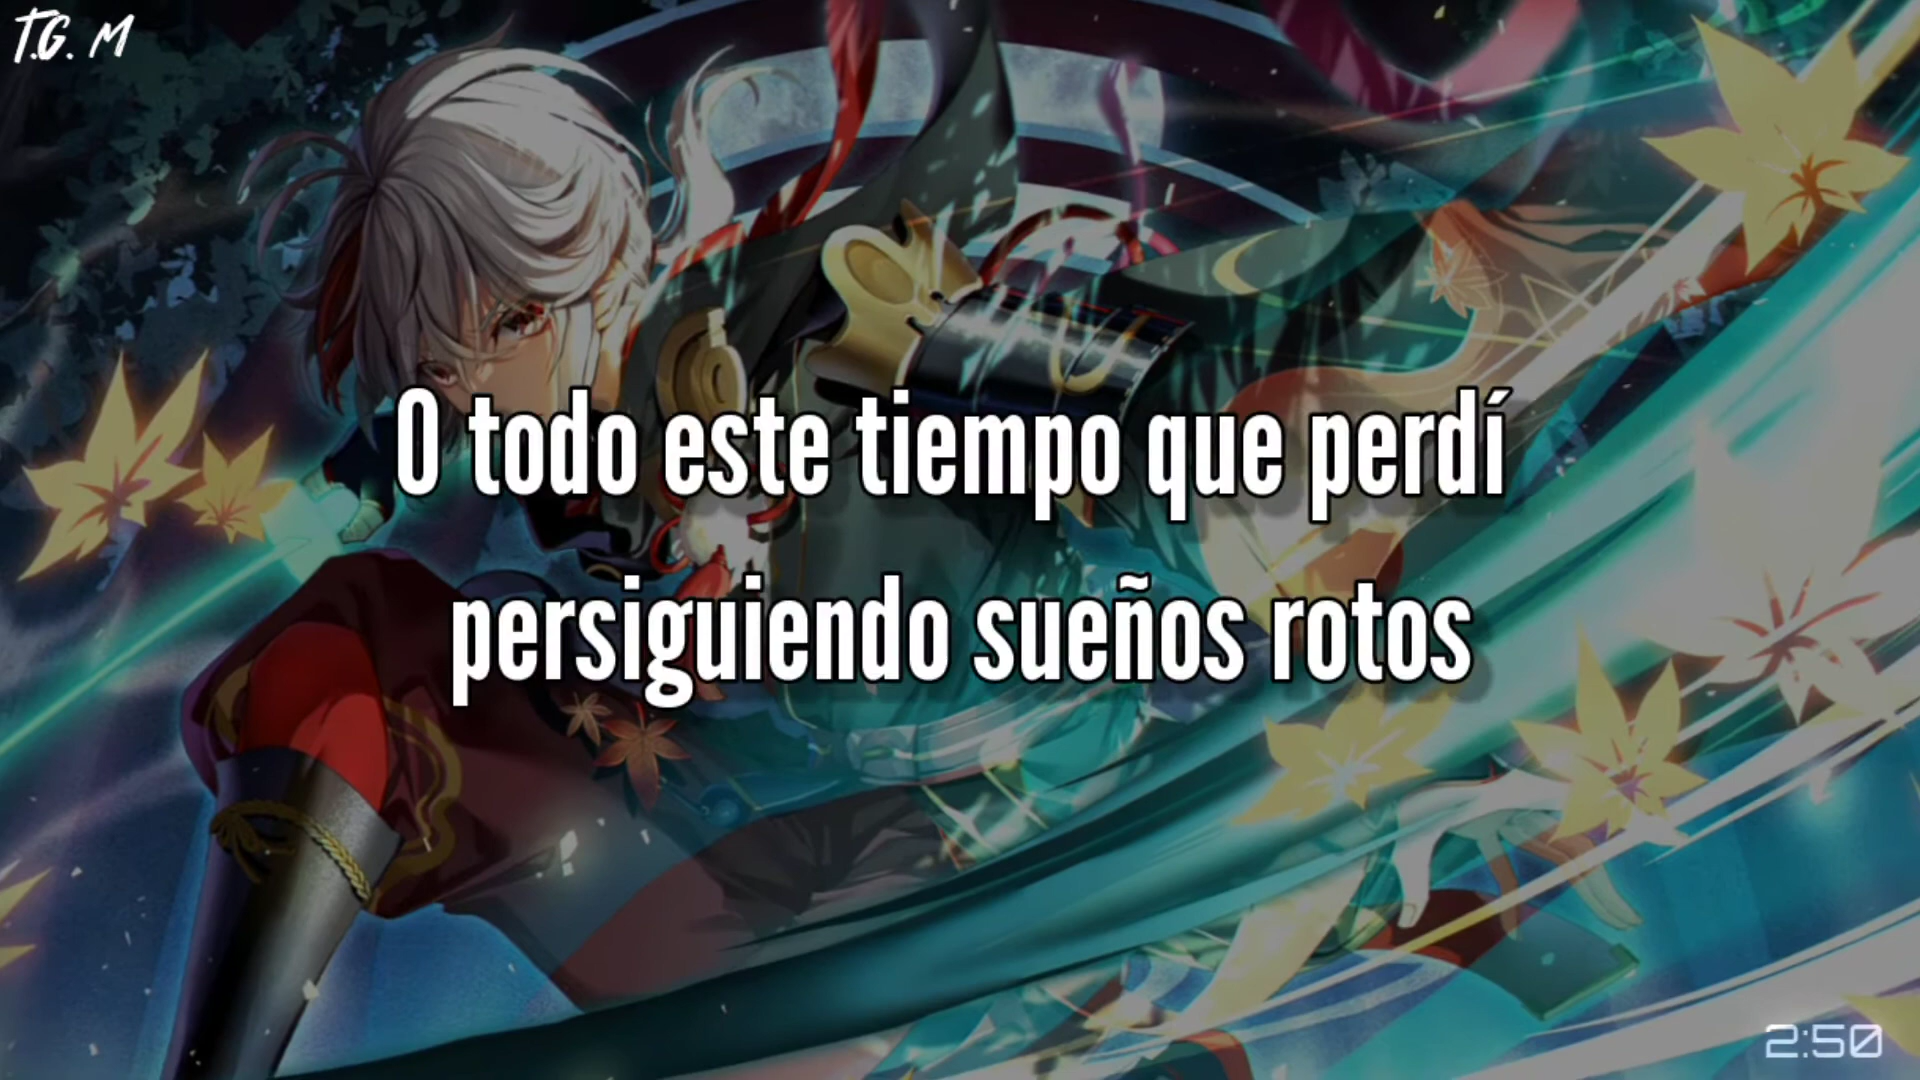 T.G. M
O todo este tiempo que perdí
persiguiendo sueños rotos
2:50